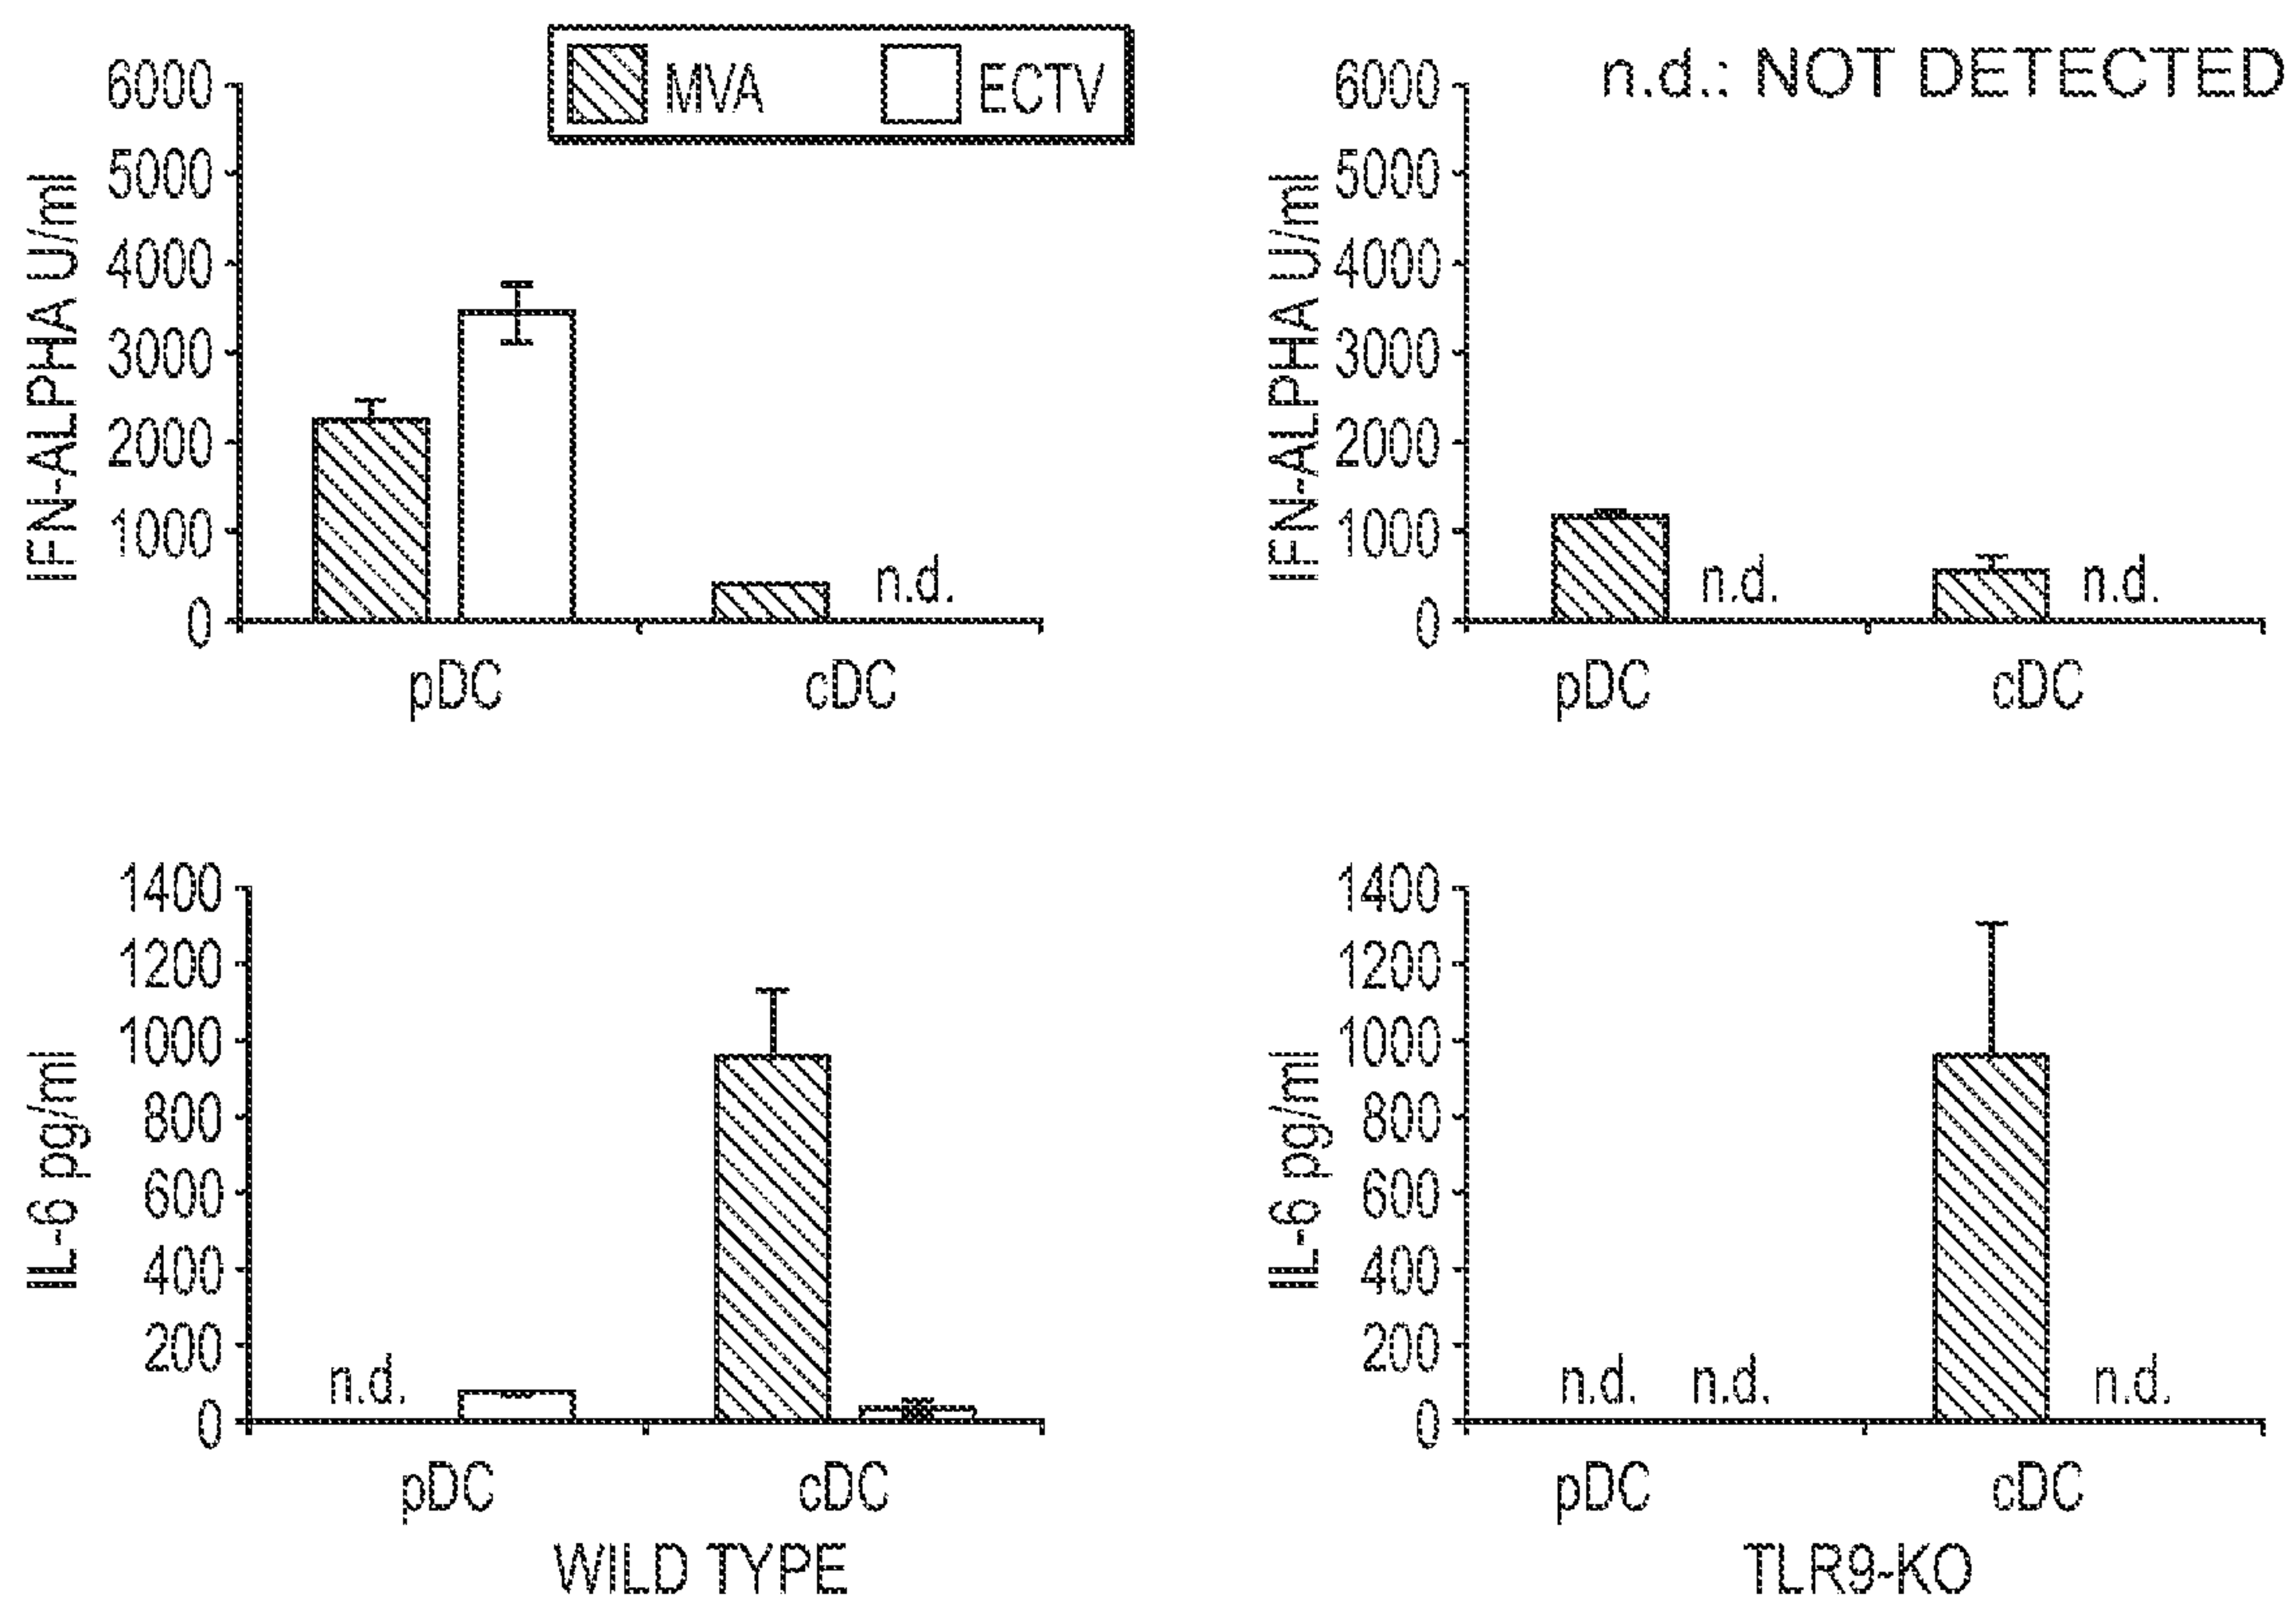 MVA ECTV
n.d.: NOT DETECTED
IFN-ALPHA U/ml
6000
5000
4000
3000
2000
1000
0
n.d.
pDC cDC
IFN-ALPHA U/ml
6000
5000
4000
3000
2000
1000
0
n.d. n.d.
pDC cDC
IL-6 pg/ml
1400
1200
1000
800
600
400
200
0
n.d.
pDC cDC
WILD TYPE
IL-6 pg/ml
1400
1200
1000
800
600
400
200
0
n.d. n.d. n.d.
pDC cDC
TLR9-KO